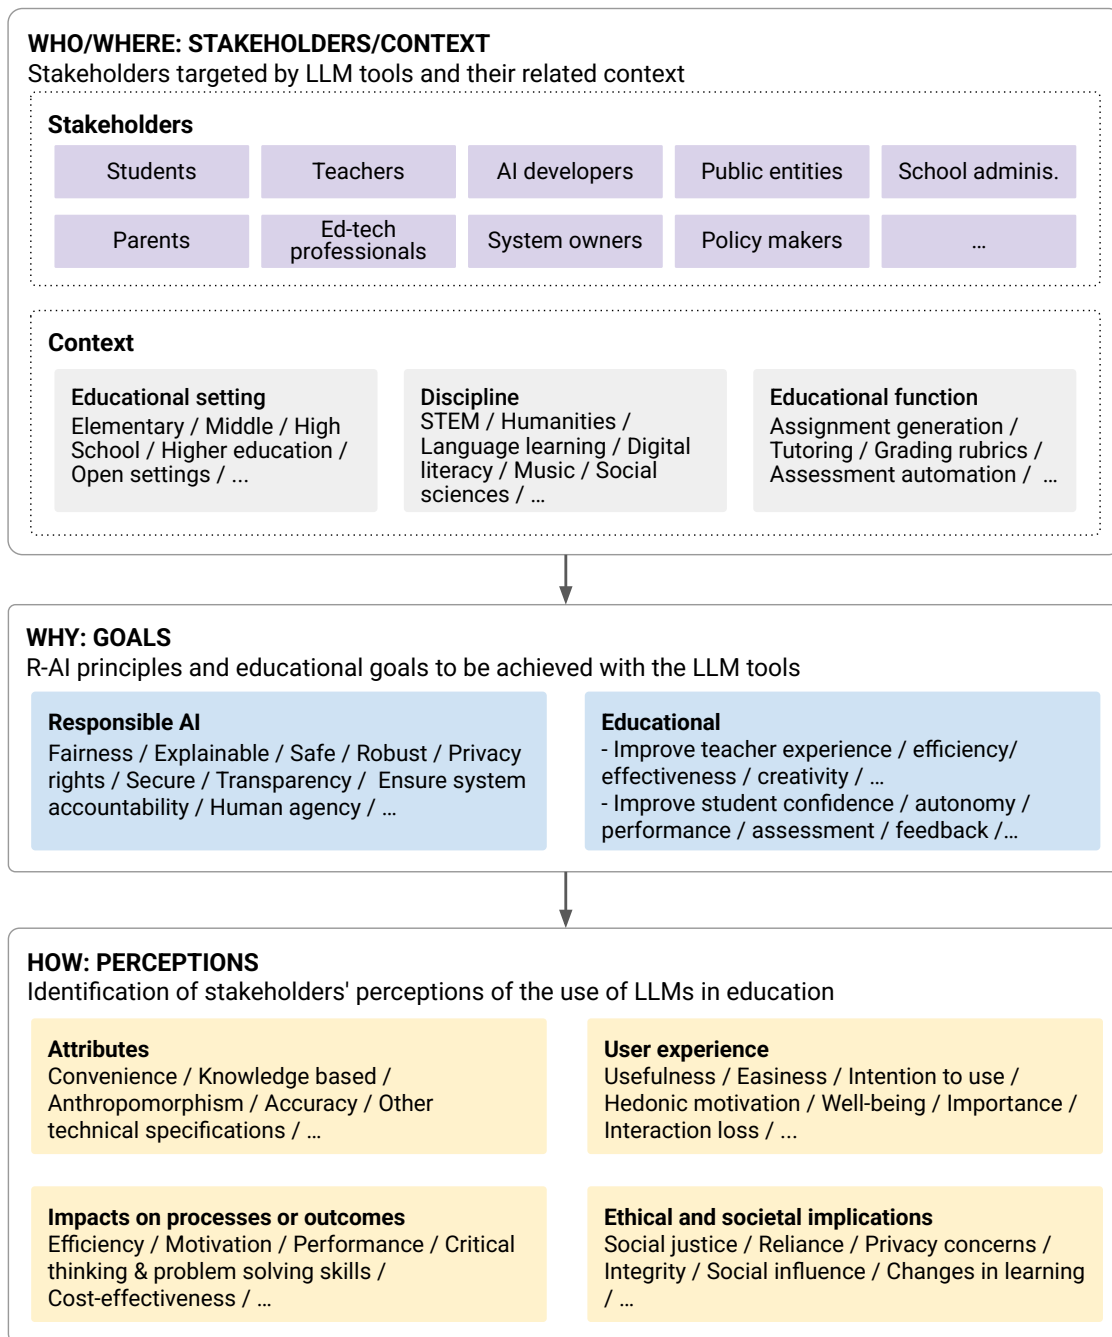 WHO/WHERE: STAKEHOLDERS/CONTEXT
Stakeholders targeted by LLM tools and their related context
Stakeholders
Students
Teachers
AI developers
Public entities
School adminis.
Parents
Ed-tech
professionals
System owners
Policy makers
...
Context
Educational setting
Elementary / Middle / High
School / Higher education /
Open settings / ...
Discipline
STEM / Humanities /
Language learning / Digital
literacy / Music / Social
sciences / ...
Educational function
Assignment generation /
Tutoring / Grading rubrics /
Assessment automation / ...
WHY: GOALS
R-AI principles and educational goals to be achieved with the LLM tools
Responsible AI
Fairness / Explainable / Safe / Robust / Privacy
rights / Secure / Transparency / Ensure system
accountability / Human agency / ...
Educational
- Improve teacher experience / efficiency/
effectiveness / creativity / ...
- Improve student confidence / autonomy /
performance / assessment / feedback /...
HOW: PERCEPTIONS
Identification of stakeholders' perceptions of the use of LLMs in education
Attributes
Convenience / Knowledge based /
Anthropomorphism / Accuracy / Other
technical specifications / ...
User experience
Usefulness / Easiness / Intention to use /
Hedonic motivation / Well-being / Importance /
Interaction loss / ...
Impacts on processes or outcomes
Efficiency / Motivation / Performance / Critical
thinking & problem solving skills /
Cost-effectiveness / ...
Ethical and societal implications
Social justice / Reliance / Privacy concerns /
Integrity / Social influence / Changes in learning
/ ...